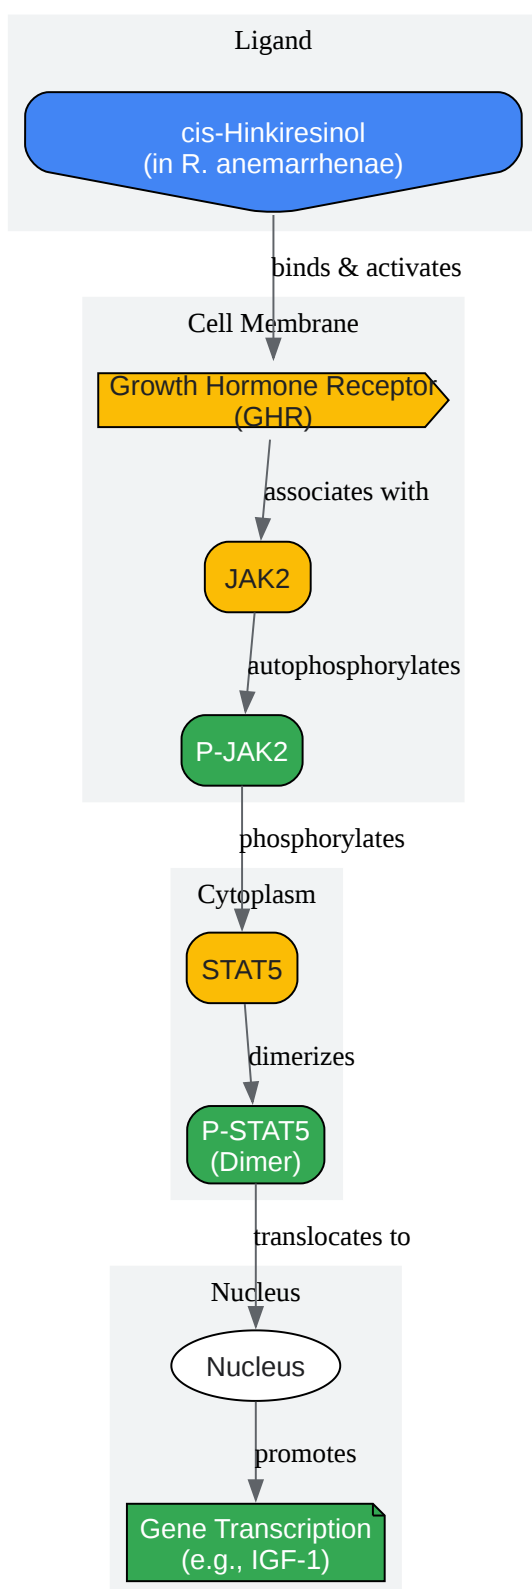 Ligand
cis-Hinkiresinol
(in R. anemarrhenae)
binds & activates
Cell Membrane
Growth Hormone Receptor
(GHR)
associates with
JAK2
autophosphorylates
P-JAK2
phosphorylates
Cytoplasm
STAT5
dimerizes
P-STAT5
(Dimer)
translocates to
Nucleus
Nucleus
promotes
Gene Transcription
(e.g., IGF-1)